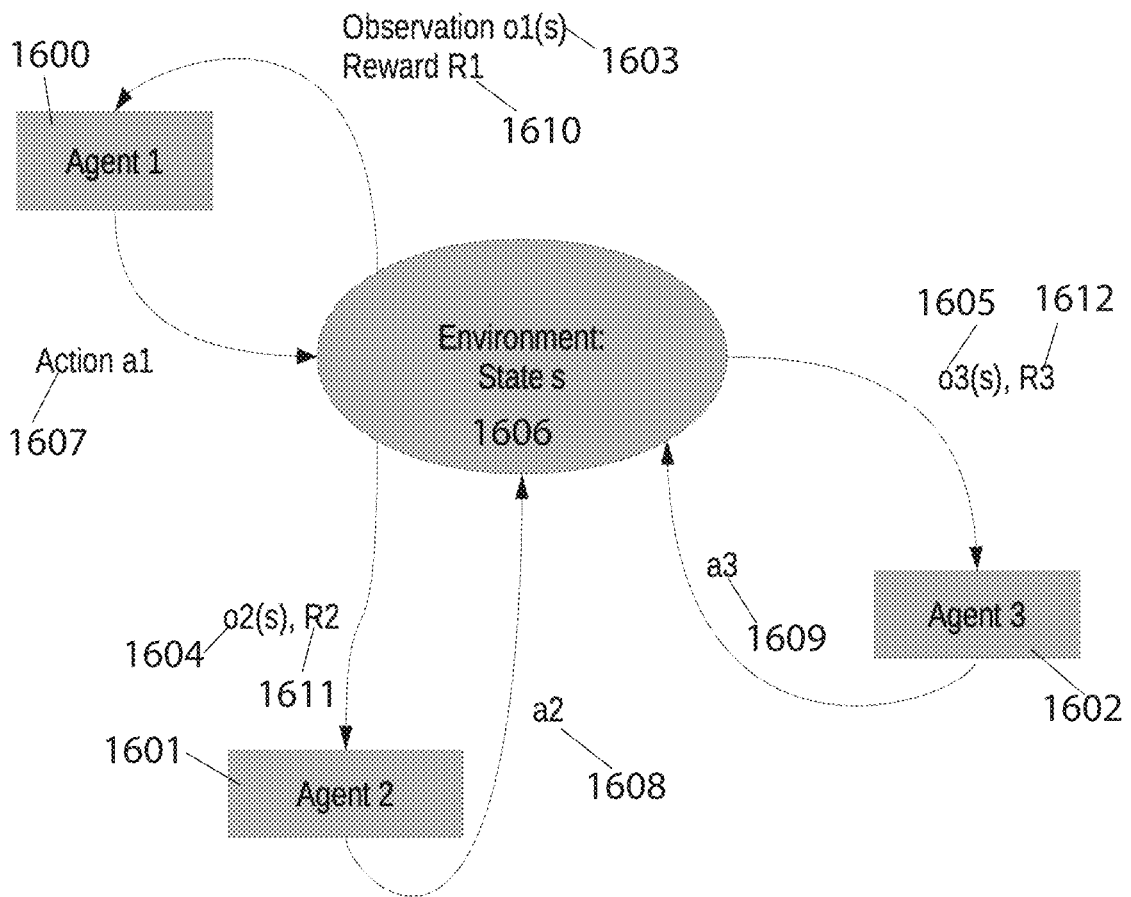 Observation o1(s)
1600
1603
Reward R1
1610
Agent 1
1605
1612
Environment:
Action a1
State s
o3(s), R3
1607
1606
a3
o2(s), R2
Agent 3
1604
1609
1611
1602
a2
1601
1608
Agent 2